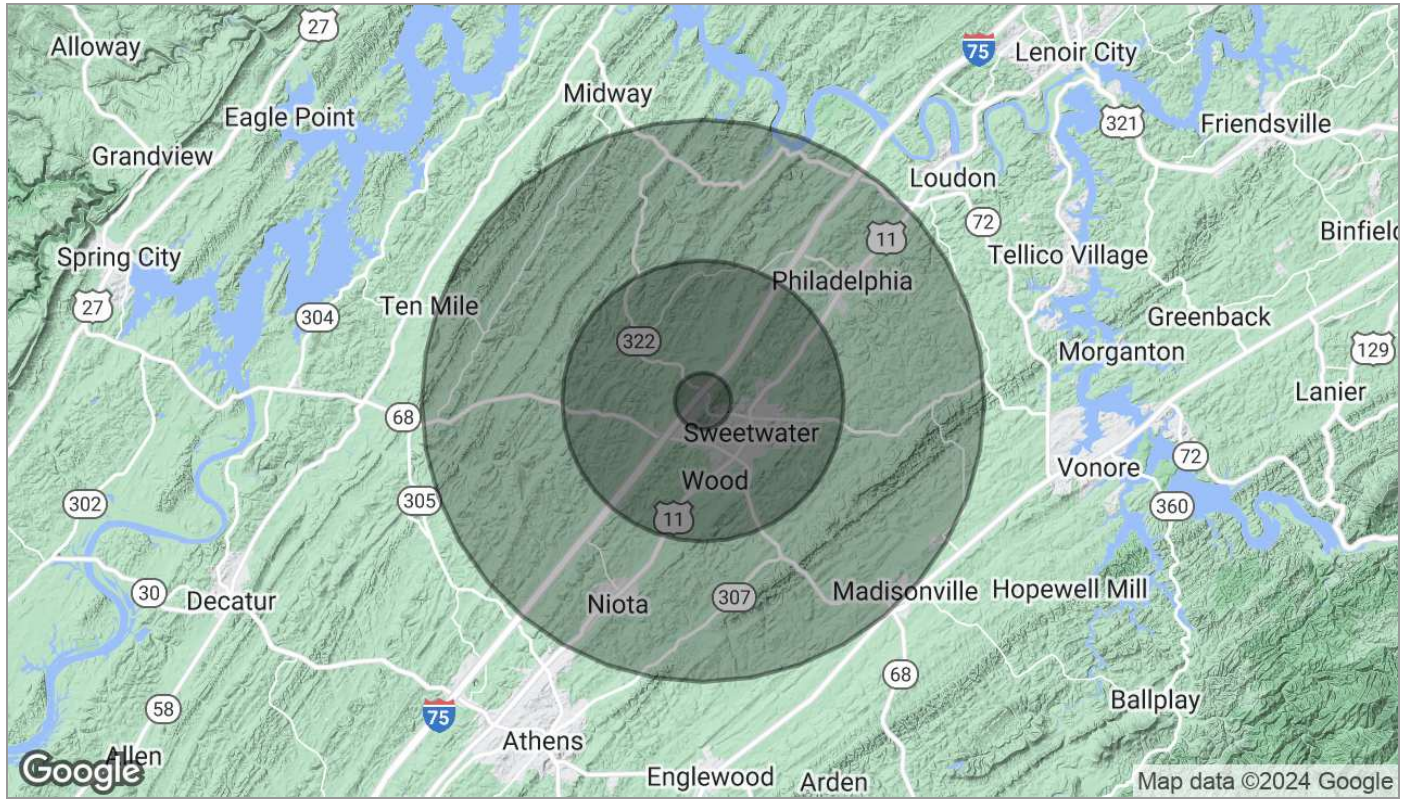 27
Alloway
75
Lenoir City
Midway
Eagle Point
321
Friendsville
Grandview
Loudon
72
Binfield
11
Spring City
Tellico Village
Philadelphia
27
304
Ten Mile
Greenback
322
Morganton
129
Lanier
68
Sweetwater
Vonore
72
Wood
302
305
11
360
30
Decatur
Niota
307
Madisonville
Hopewell Mill
68
58
75
Ballplay
Athens
Allen
Google
Englewood
Arden
Map data ©2024 Google